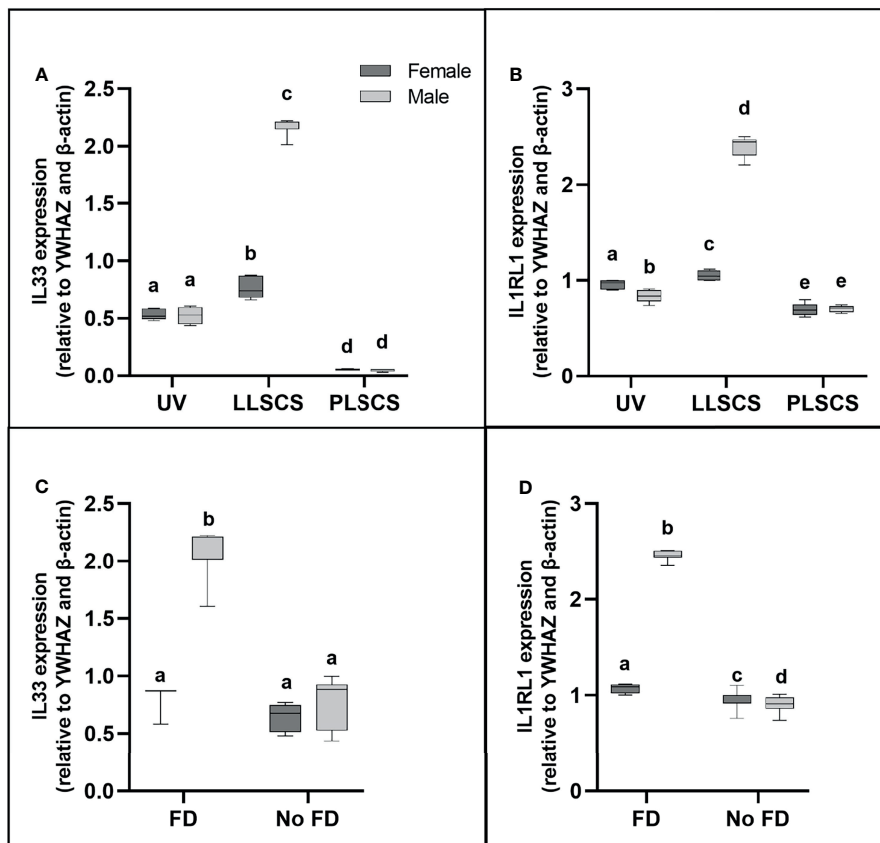 A
Female
Male
IL33 expression
(relative to YWHAZ and β-actin)
2.5
2.0
1.5
1.0
0.5
0.0
a
a
b
c
d
d
UV
LLSCS
PLSCS
B
IL1RL1 expression
(relative to YWHAZ and β-actin)
3
2
1
0
a
b
c
d
e
e
UV
LLSCS
PLSCS
C
IL33 expression
(relative to YWHAZ and β-actin)
2.5
2.0
1.5
1.0
0.5
0.0
a
b
a
a
FD
No FD
D
IL1RL1 expression
(relative to YWHAZ and β-actin)
3
2
1
0
a
b
c
d
FD
No FD